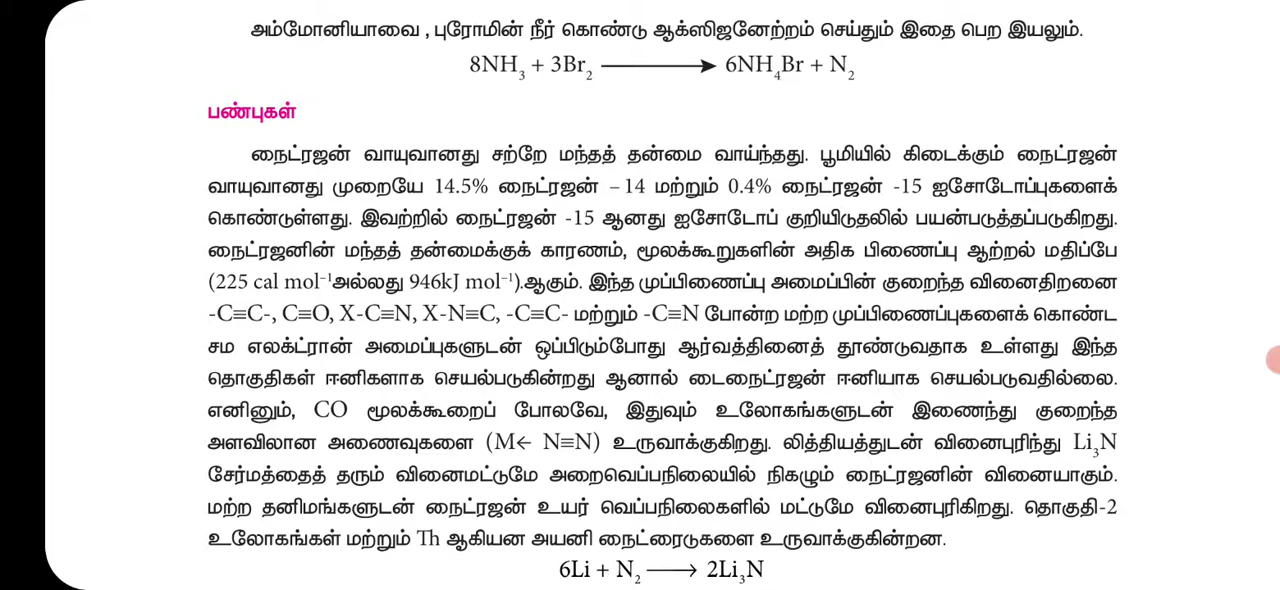 அம்மோனியாவை , புரோமின் நீர் கொண்டு ஆக்ஸிஜனேற்றம் செய்தும் இதை பெற இயலும்.
8NH₃ + 3Br₂ ⟶ 6NH₄Br + N₂
பண்புகள்
நைட்ரஜன் வாயுவானது சற்றே மந்தத் தன்மை வாய்ந்தது. பூமியில் கிடைக்கும் நைட்ரஜன்
வாயுவானது முறையே 14.5% நைட்ரஜன் – 14 மற்றும் 0.4% நைட்ரஜன் -15 ஐசோடோப்புகளைக்
கொண்டுள்ளது. இவற்றில் நைட்ரஜன் -15 ஆனது ஐசோடோப் குறியிடுதலில் பயன்படுத்தப்படுகிறது.
நைட்ரஜனின் மந்தத் தன்மைக்குக் காரணம், மூலக்கூறுகளின் அதிக பிணைப்பு ஆற்றல் மதிப்பே
(225 cal mol⁻¹அல்லது 946kJ mol⁻¹).ஆகும். இந்த முப்பிணைப்பு அமைப்பின் குறைந்த வினைதிறனை
-C≡C-, C≡O, X-C≡N, X-N≡C, -C≡C- மற்றும் -C≡N போன்ற மற்ற முப்பிணைப்புகளைக் கொண்ட
சம எலக்ட்ரான் அமைப்புகளுடன் ஒப்பிடும்போது ஆர்வத்தினைத் தூண்டுவதாக உள்ளது இந்த
தொகுதிகள் ஈனிகளாக செயல்படுகின்றது ஆனால் டைநைட்ரஜன் ஈனியாக செயல்படுவதில்லை.
எனினும், CO மூலக்கூறைப் போலவே, இதுவும் உலோகங்களுடன் இணைந்து குறைந்த
அளவிலான அணைவுகளை (M← N≡N) உருவாக்குகிறது. லித்தியத்துடன் வினைபுரிந்து Li₃N
சேர்மத்தைத் தரும் வினைமட்டுமே அறைவெப்பநிலையில் நிகழும் நைட்ரஜனின் வினையாகும்.
மற்ற தனிமங்களுடன் நைட்ரஜன் உயர் வெப்பநிலைகளில் மட்டுமே வினைபுரிகிறது. தொகுதி-2
உலோகங்கள் மற்றும் Th ஆகியன அயனி நைட்ரைடுகளை உருவாக்குகின்றன.
6Li + N₂ ⟶ 2Li₃N